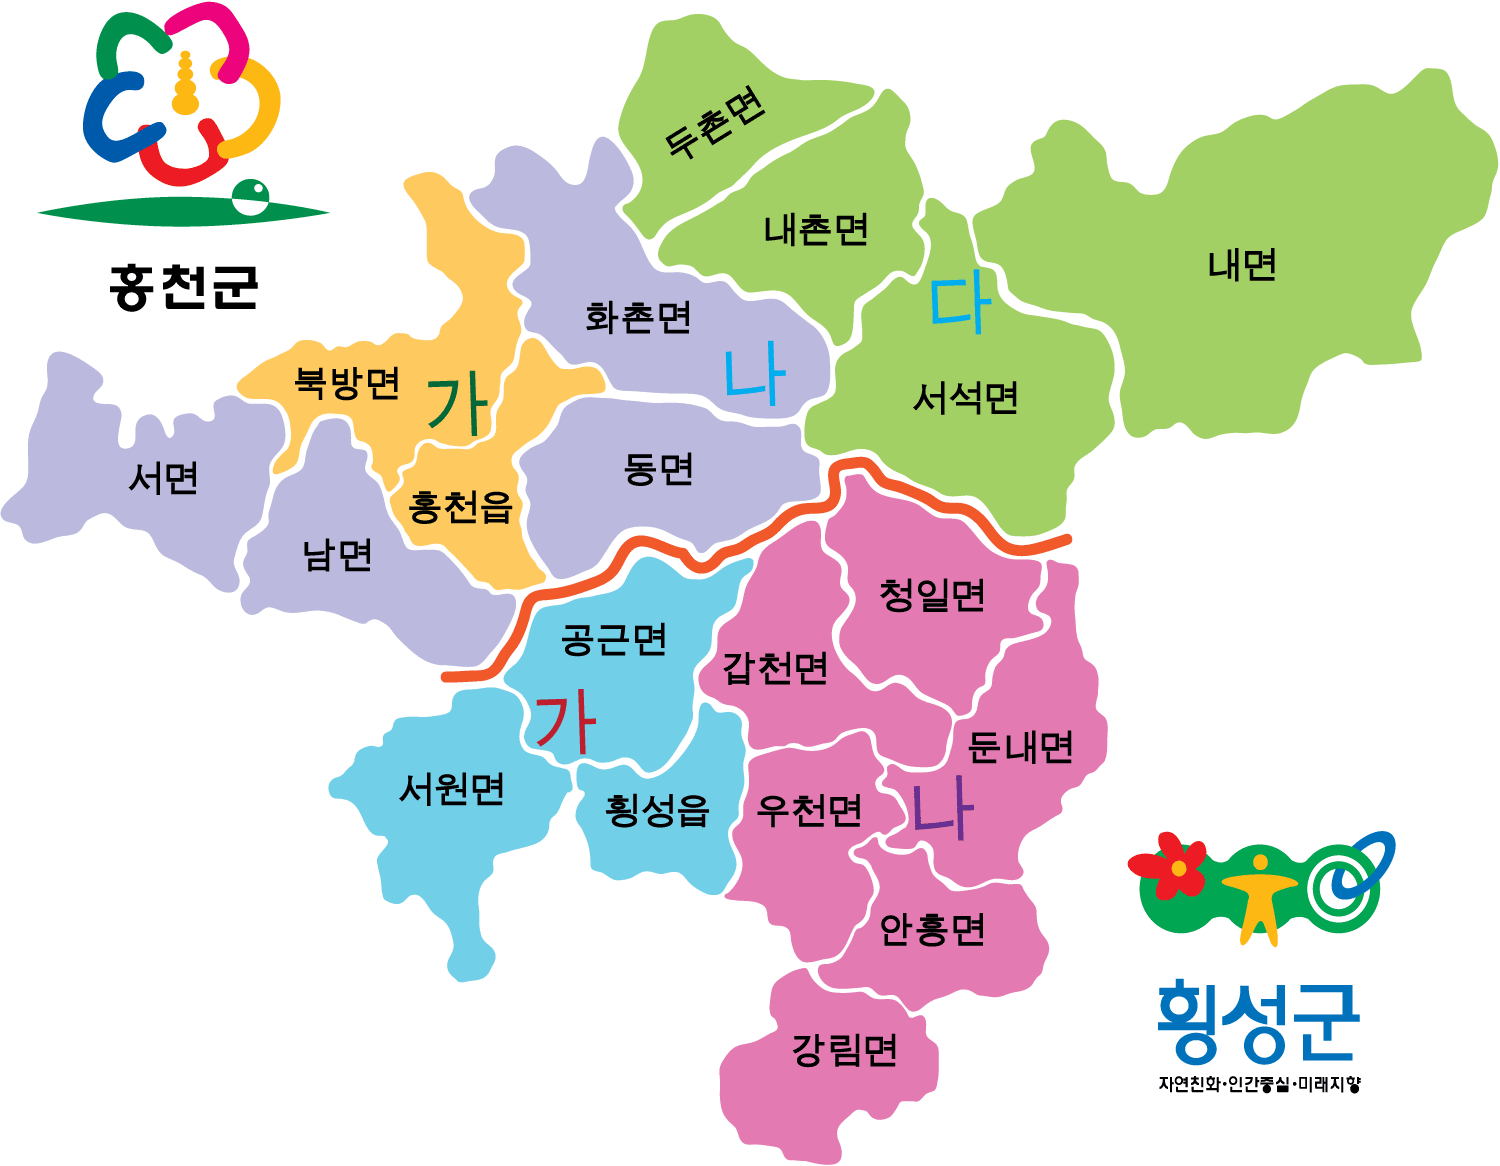 두촌면
내촌면
내면
홍천군
다
화촌면
나
북방면
가
서석면
서면
동면
홍천읍
남면
청일면
공근면
갑천면
가
둔내면
서원면
횡성읍
우천면
나
안흥면
강림면
횡성군
자연친화·인간중심·미래지향